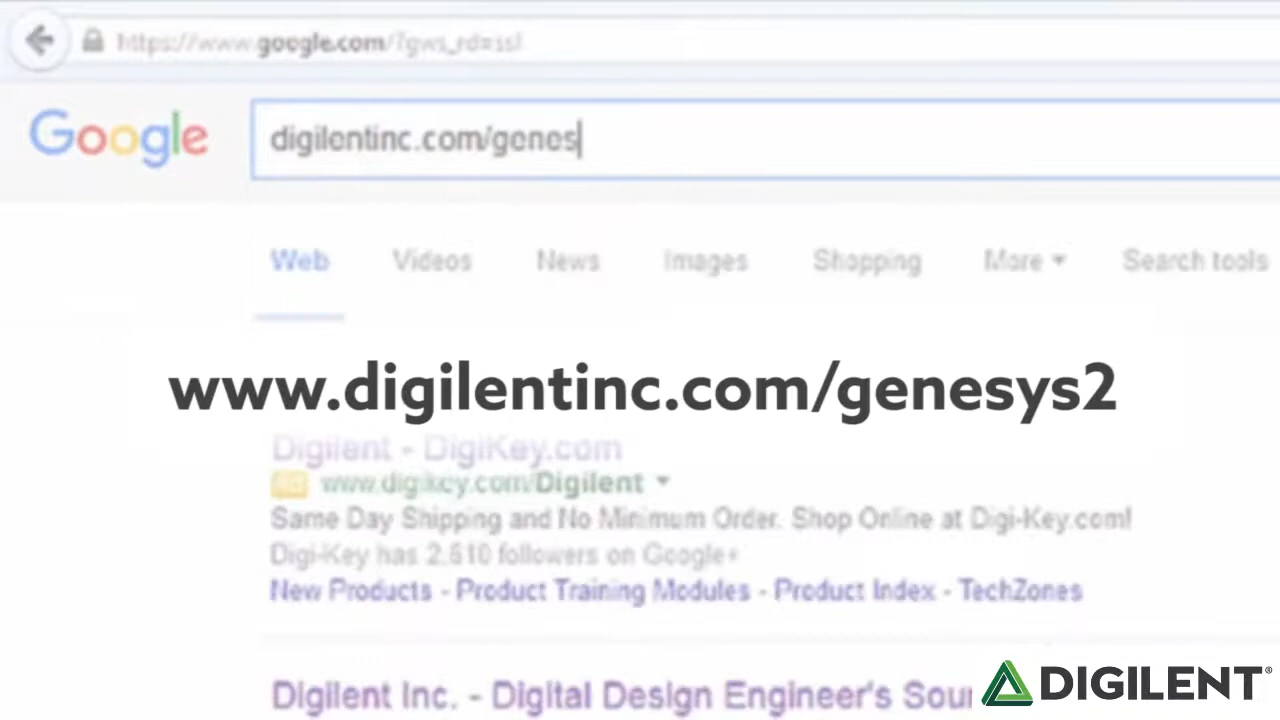 https://www.google.com/?gws_rd=ssl
Google
digilentinc.com/genes
Web Videos News Images Shopping More Search tools
www.digilentinc.com/genesys2
Digilent - DigiKey.com
Ad www.digikey.com/Digilent
Same Day Shipping and No Minimum Order. Shop Online at Digi-Key.com!
Digi-Key has 2,610 followers on Google+
New Products - Product Training Modules - Product Index - TechZones
Digilent Inc. - Digital Design Engineer's Sour
DIGILENT®